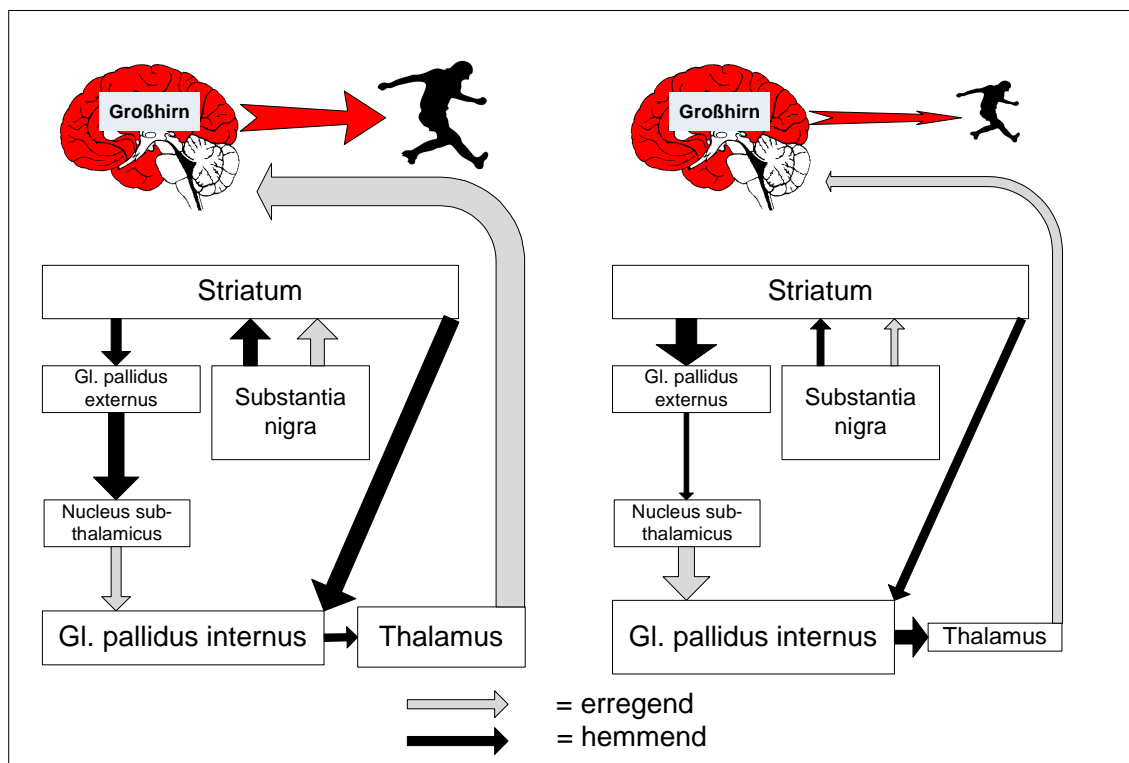 Großhirn
Striatum
Gl. pallidus
externus
Substantia
nigra
Nucleus sub-
thalamicus
Gl. pallidus internus
Thalamus
Großhirn
Striatum
Gl. pallidus
externus
Substantia
nigra
Nucleus sub-
thalamicus
Gl. pallidus internus
Thalamus
= erregend
= hemmend